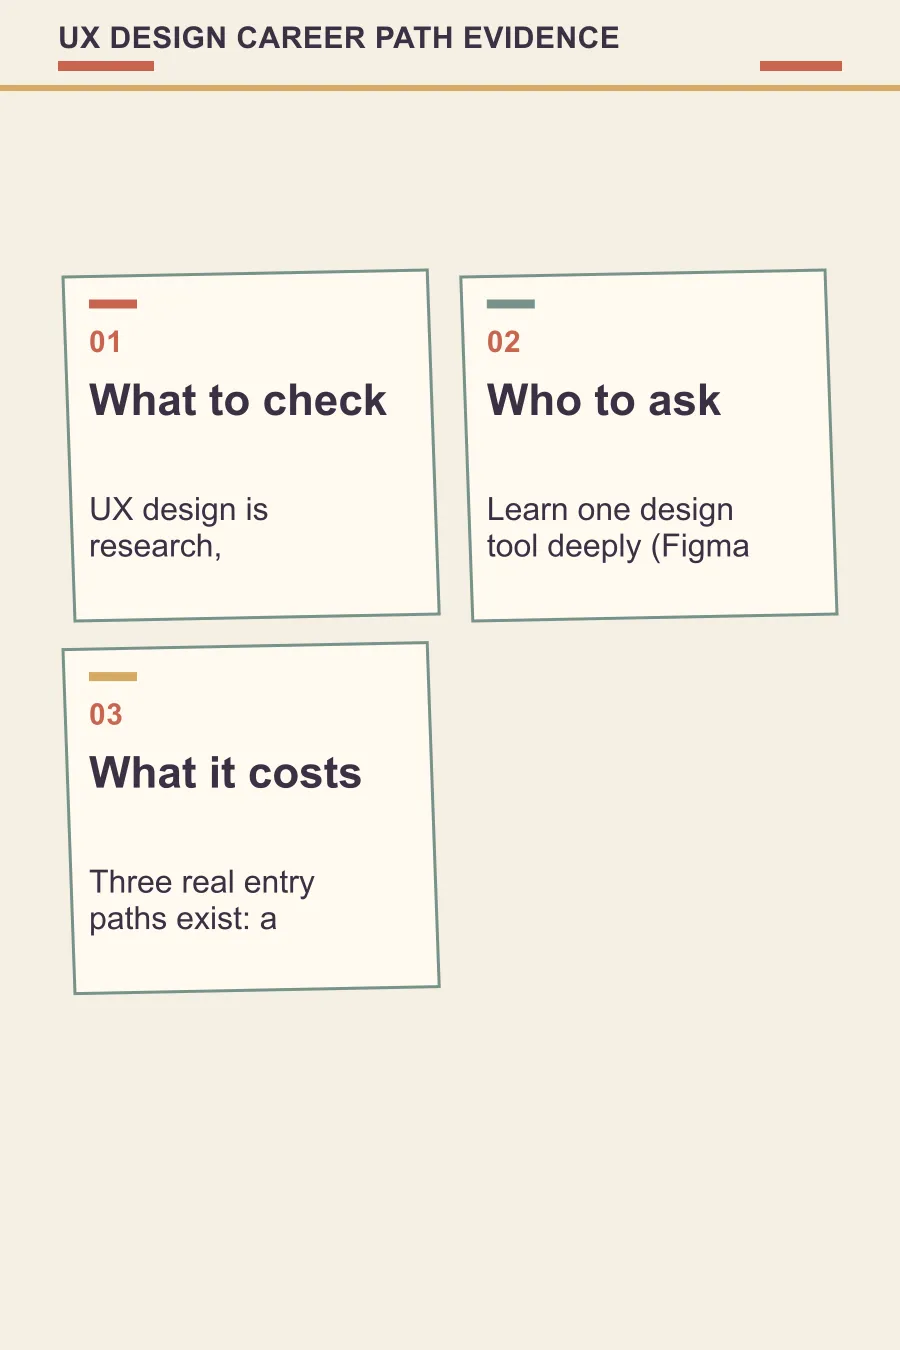 UX DESIGN CAREER PATH EVIDENCE
01
What to check
UX design is
research,
02
Who to ask
Learn one design
tool deeply (Figma
03
What it costs
Three real entry
paths exist: a